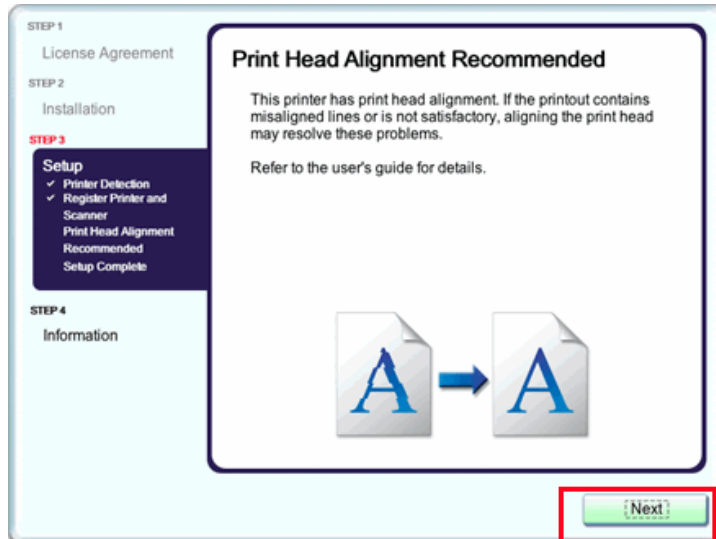 STEP 1
License Agreement
STEP 2
Installation
STEP 3
Setup
✓ Printer Detection
✓ Register Printer and
Scanner
Print Head Alignment
Recommended
Setup Complete
STEP 4
Information
Print Head Alignment Recommended
This printer has print head alignment. If the printout contains
misaligned lines or is not satisfactory, aligning the print head
may resolve these problems.
Refer to the user's guide for details.
A
A
Next